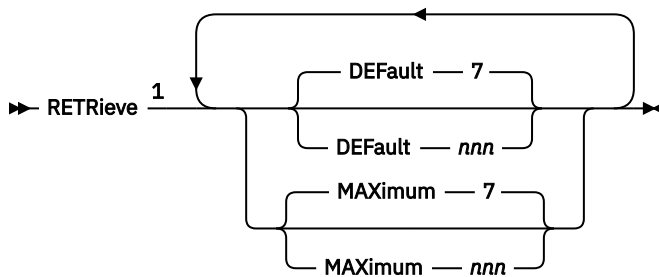 DEFault 7
RETRieve 1
DEFault nnn
MAXimum 7
MAXimum nnn